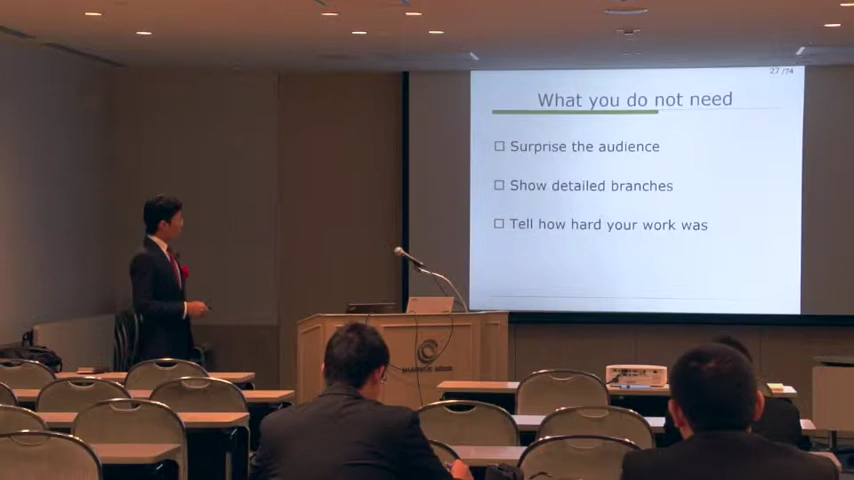 27 /74
What you do not need
Surprise the audience
Show detailed branches
Tell how hard your work was